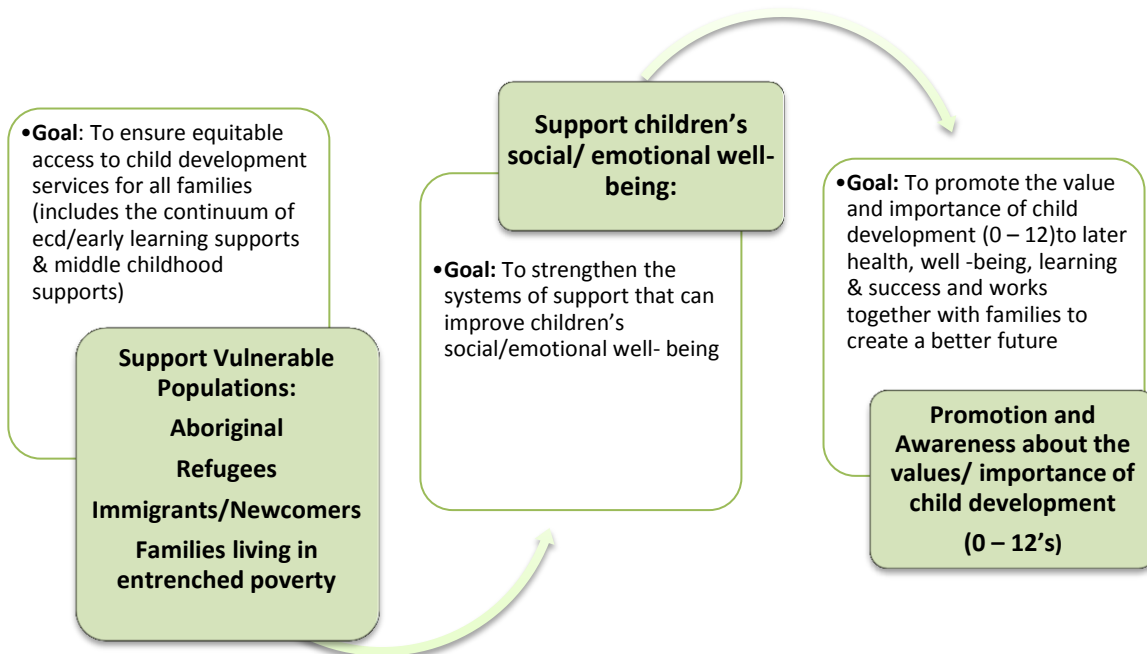 •Goal: To ensure equitable
access to child development
services for all families
(includes the continuum of
ecd/early learning supports
& middle childhood
supports)
Support Vulnerable
Populations:
Aboriginal
Refugees
Immigrants/Newcomers
Families living in
entrenched poverty
Support children’s
social/ emotional well-
being:
•Goal: To strengthen the
systems of support that can
improve children’s
social/emotional well- being
•Goal: To promote the value
and importance of child
development (0 – 12)to later
health, well -being, learning
& success and works
together with families to
create a better future
Promotion and
Awareness about the
values/ importance of
child development
(0 – 12’s)